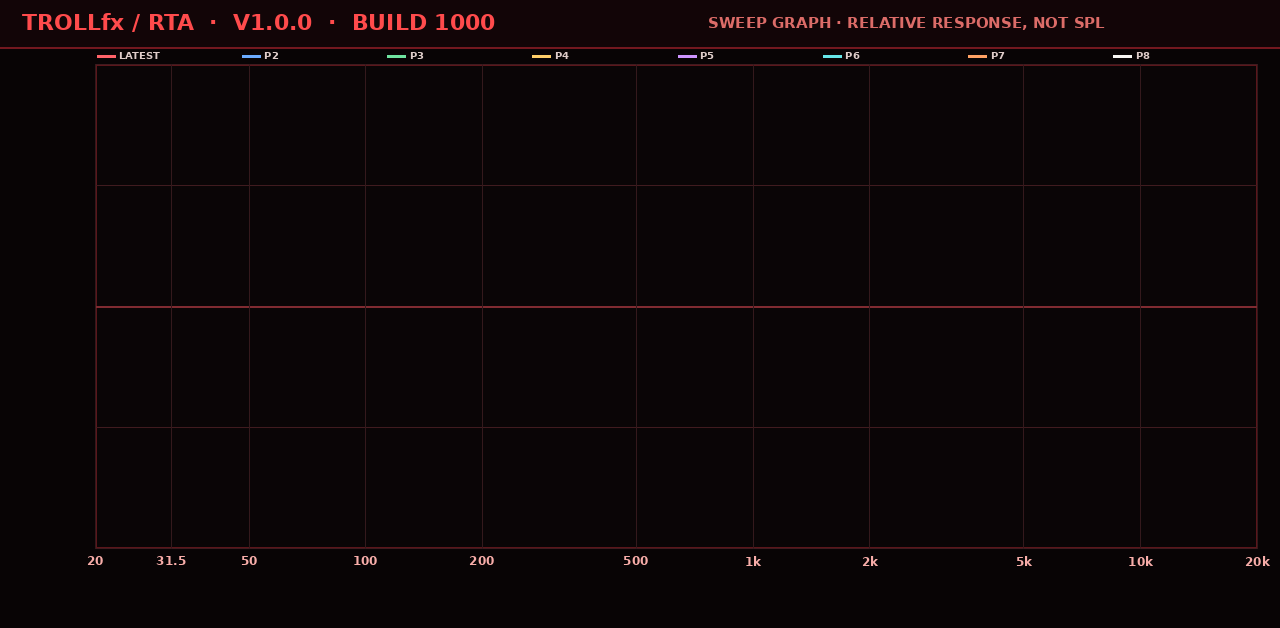 TROLLfx / RTA · V1.0.0 · BUILD 1000
SWEEP GRAPH · RELATIVE RESPONSE, NOT SPL
LATEST P2 P3 P4 P5 P6 P7 P8
20 31.5 50 100 200 500 1k 2k 5k 10k 20k